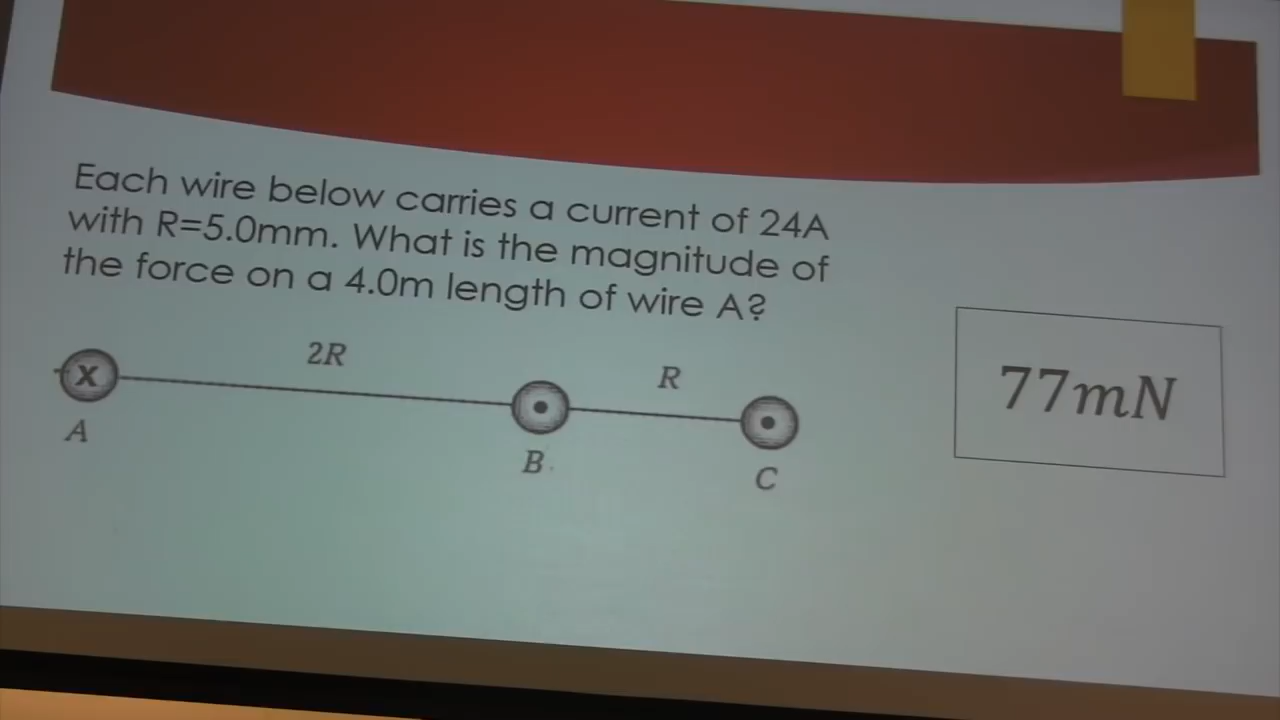 Each wire below carries a current of 24A
with R=5.0mm. What is the magnitude of
the force on a 4.0m length of wire A?
2R
R
X
A
B
C
77mN